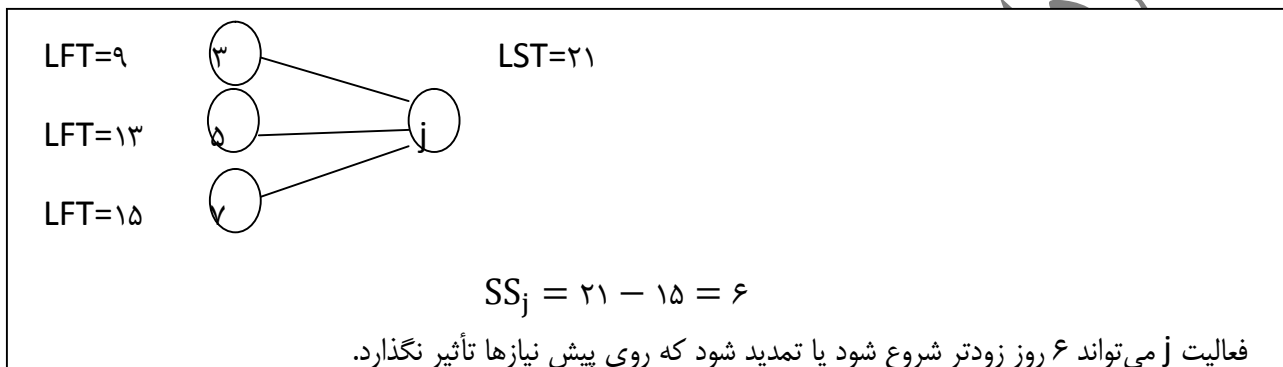 LFT=۹ ۳ LST=۲۱
LFT=۱۳ ۵ j
LFT=۱۵ ۷
SSj = ۲۱ − ۱۵ = ۶
فعالیت j می‌تواند ۶ روز زودتر شروع شود یا تمدید شود که روی پیش نیازها تأثیر نگذارد.